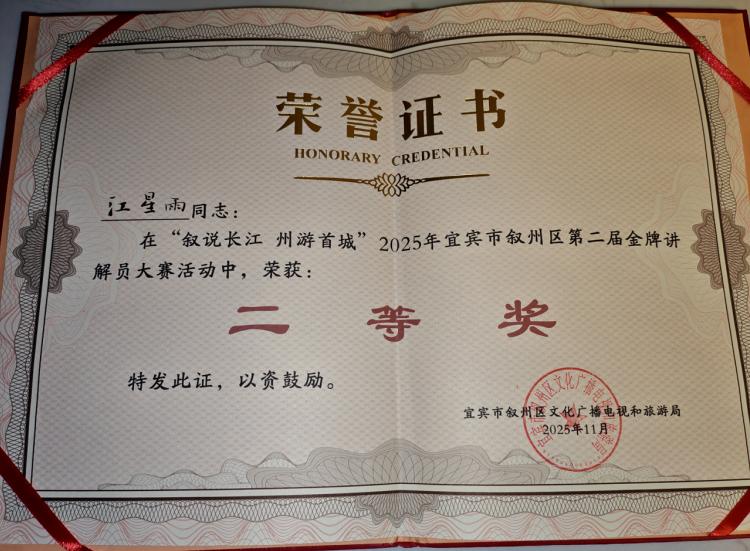 荣誉证书
HONORARY CREDENTIAL
江星雨同志：
在“叙说长江 州游首城”2025年宜宾市叙州区第二届金牌讲
解员大赛活动中，荣获：
二等奖
特发此证，以资鼓励。
宜宾市叙州区文化广播电视和旅游局
2025年11月